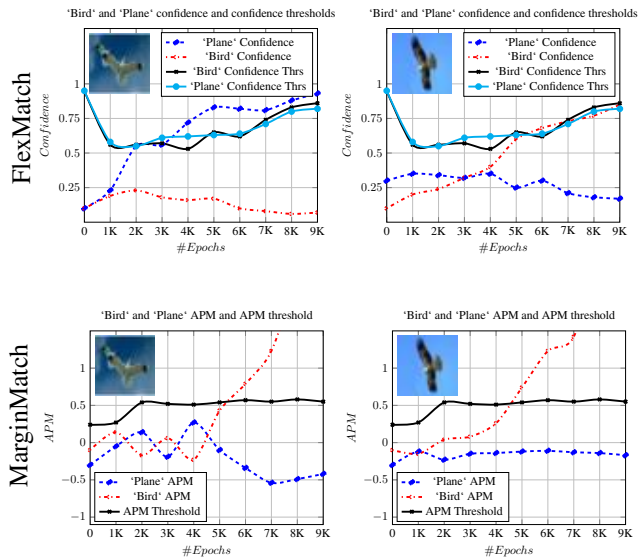 ‘Bird‘ and ‘Plane‘ confidence and confidence thresholds
‘Bird‘ and ‘Plane‘ confidence and confidence thresholds
FlexMatch
Confidence
1
0.75
0.5
0.25
‘Plane‘ Confidence
‘Bird‘ Confidence
‘Bird‘ Confidence Thrs
‘Plane‘ Confidence Thrs
0 1K 2K 3K 4K 5K 6K 7K 8K 9K
#Epochs
Confidence
1
0.75
0.5
0.25
‘Plane‘ Confidence
‘Bird‘ Confidence
‘Bird‘ Confidence Thrs
‘Plane‘ Confidence Thrs
0 1K 2K 3K 4K 5K 6K 7K 8K 9K
#Epochs
‘Bird‘ and ‘Plane‘ APM and APM threshold
‘Bird‘ and ‘Plane‘ APM and APM threshold
MarginMatch
APM
1
0.5
0
−0.5
−1
‘Plane‘ APM
‘Bird‘ APM
APM Threshold
0 1K 2K 3K 4K 5K 6K 7K 8K 9K
#Epochs
APM
1
0.5
0
−0.5
−1
‘Plane‘ APM
‘Bird‘ APM
APM Threshold
0 1K 2K 3K 4K 5K 6K 7K 8K 9K
#Epochs